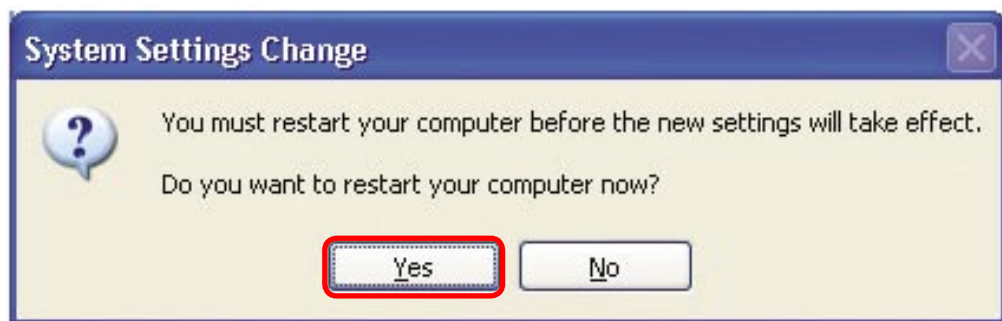 System Settings Change
You must restart your computer before the new settings will take effect.
Do you want to restart your computer now?
Yes No